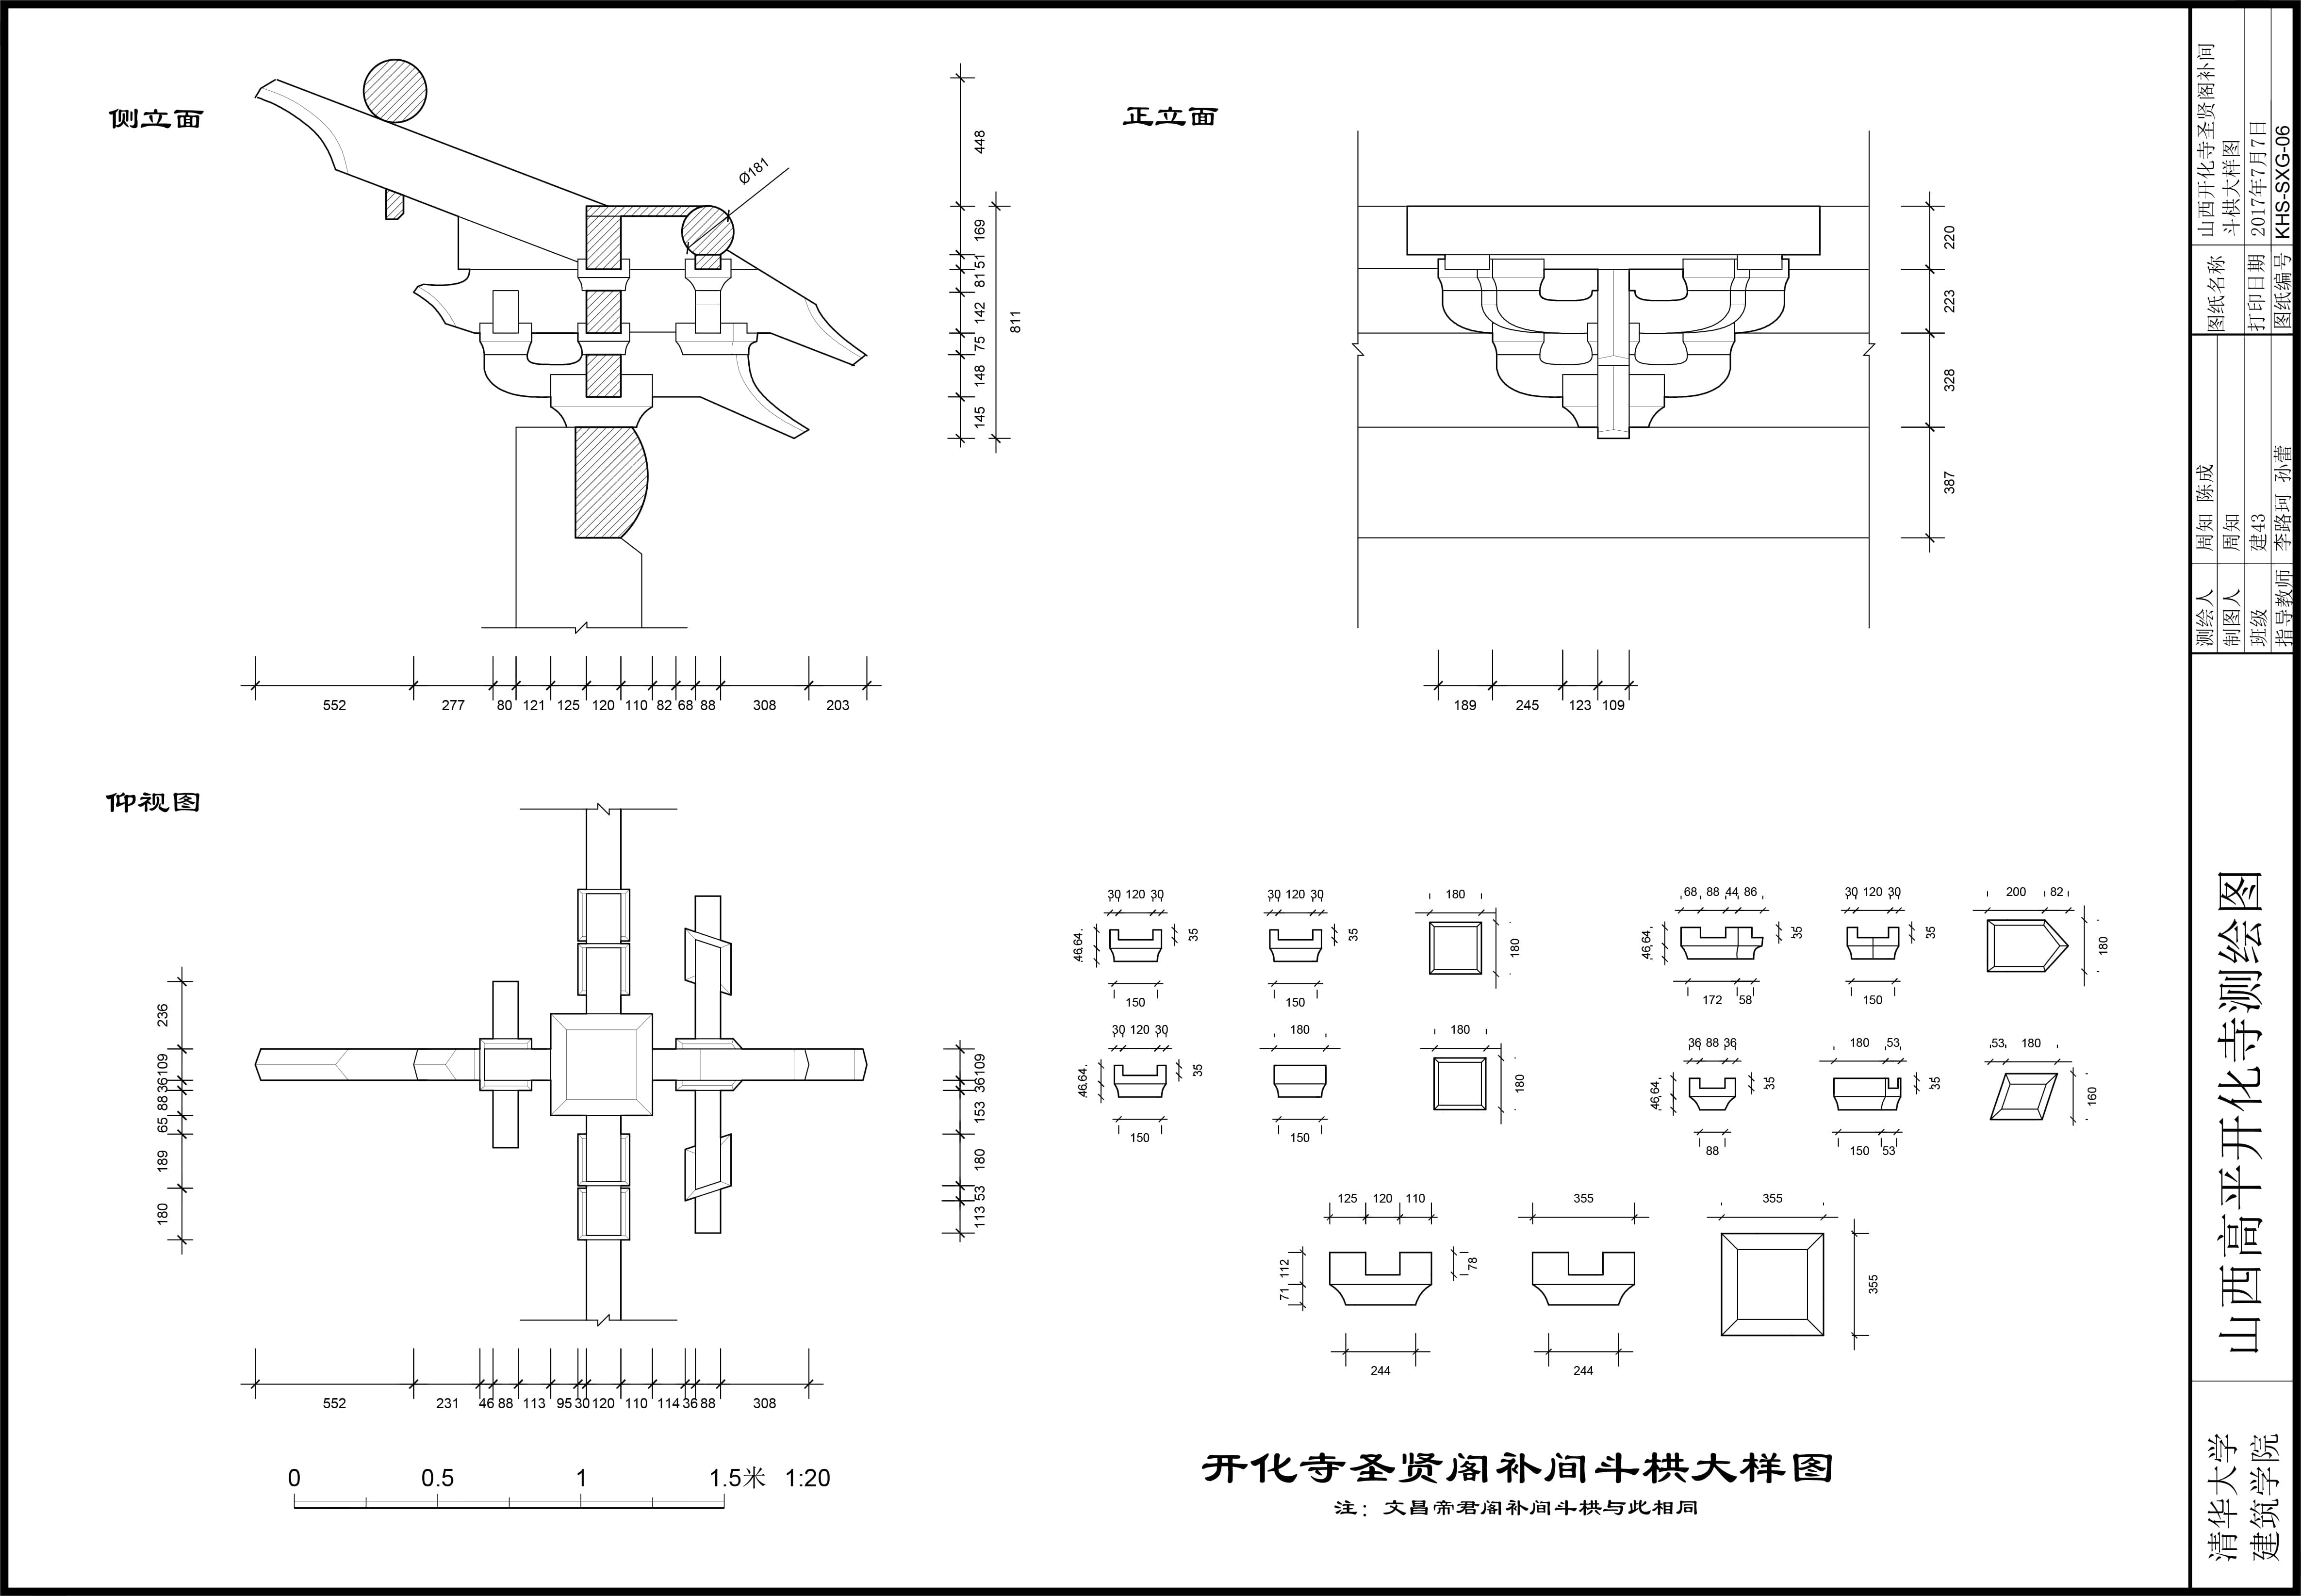 侧立面
Ø181
448
169
51
81
142
75
148
145
811
552 277 80 121 125 120 110 82 68 88 308 203
正立面
220
223
328
387
189 245 123 109
仰视图
236
109
36
88
65
189
180
109
36
153
180
53
113
552 231 46 88 113 95 30 120 110 114 36 88 308
30 120 30
46 64
35
150
30 120 30
35
150
180
180
68 88 44 86
46 64
35
172 58
30 120 30
35
150
200 82
180
30 120 30
46 64
35
150
180
150
180
180
36 88 36
46 64
35
88
180 53
35
150 53
53 180
160
125 120 110
112
71
78
244
355
244
355
355
0 0.5 1 1.5米 1:20
开化寺圣贤阁补间斗栱大样图
注：文昌帝君阁补间斗栱与此相同
图纸名称 山西开化寺圣贤阁补间
斗栱大样图
打印日期 2017年7月7日
图纸编号 KHS-SXG-06
测绘人 周知 陈成
制图人 周知
班级 建43
指导教师 李路珂 孙蕾
山西高平开化寺测绘图
清华大学
建筑学院